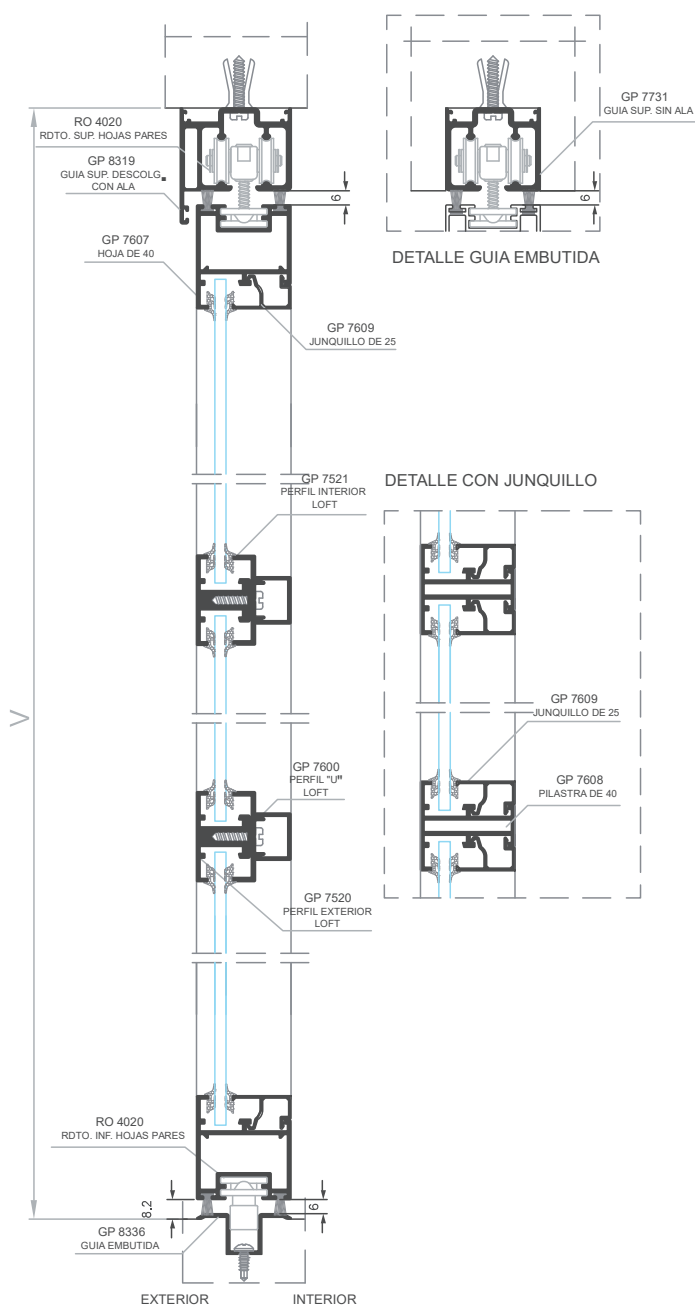 RO 4020
RDTO. SUP. HOJAS PARES
GP 8319
GUIA SUP. DESCOLG.
CON ALA
GP 7607
HOJA DE 40
GP 7609
JUNQUILLO DE 25
6
GP 7731
GUIA SUP. SIN ALA
6
DETALLE GUIA EMBUTIDA
GP 7521
PERFIL INTERIOR
LOFT
DETALLE CON JUNQUILLO
V
GP 7600
PERFIL "U"
LOFT
GP 7520
PERFIL EXTERIOR
LOFT
GP 7609
JUNQUILLO DE 25
GP 7608
PILASTRA DE 40
RO 4020
RDTO. INF. HOJAS PARES
8.2
6
GP 8336
GUIA EMBUTIDA
EXTERIOR
INTERIOR